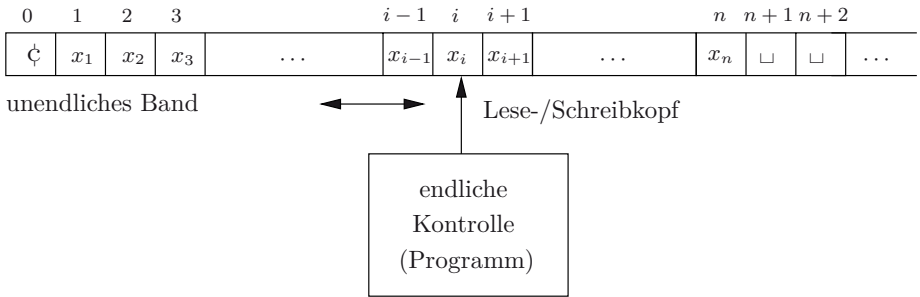 0 1 2 3 i − 1 i i + 1 n n + 1 n + 2
¢ x₁ x₂ x₃ … xᵢ₋₁ xᵢ xᵢ₊₁ … xₙ ⊔ ⊔ …
unendliches Band
Lese-/Schreibkopf
endliche
Kontrolle
(Programm)